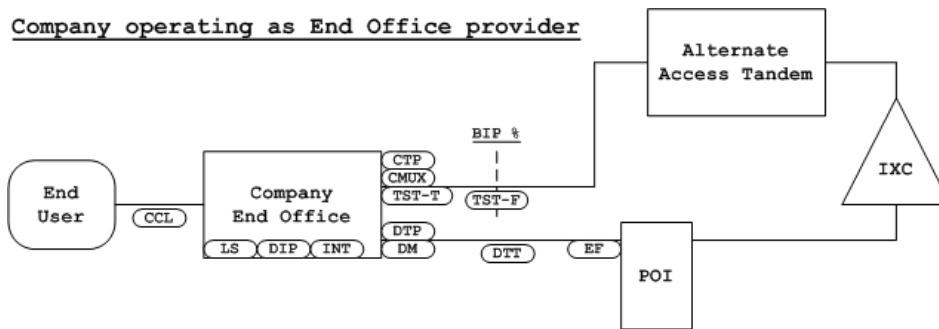 Company operating as End Office provider
Alternate
Access Tandem
BIP %
IXC
End
User
CCL
Company
End Office
CTP
CMUX
TST-T
TST-F
LS
DIP
INT
DTP
DM
DTT
EF
POI